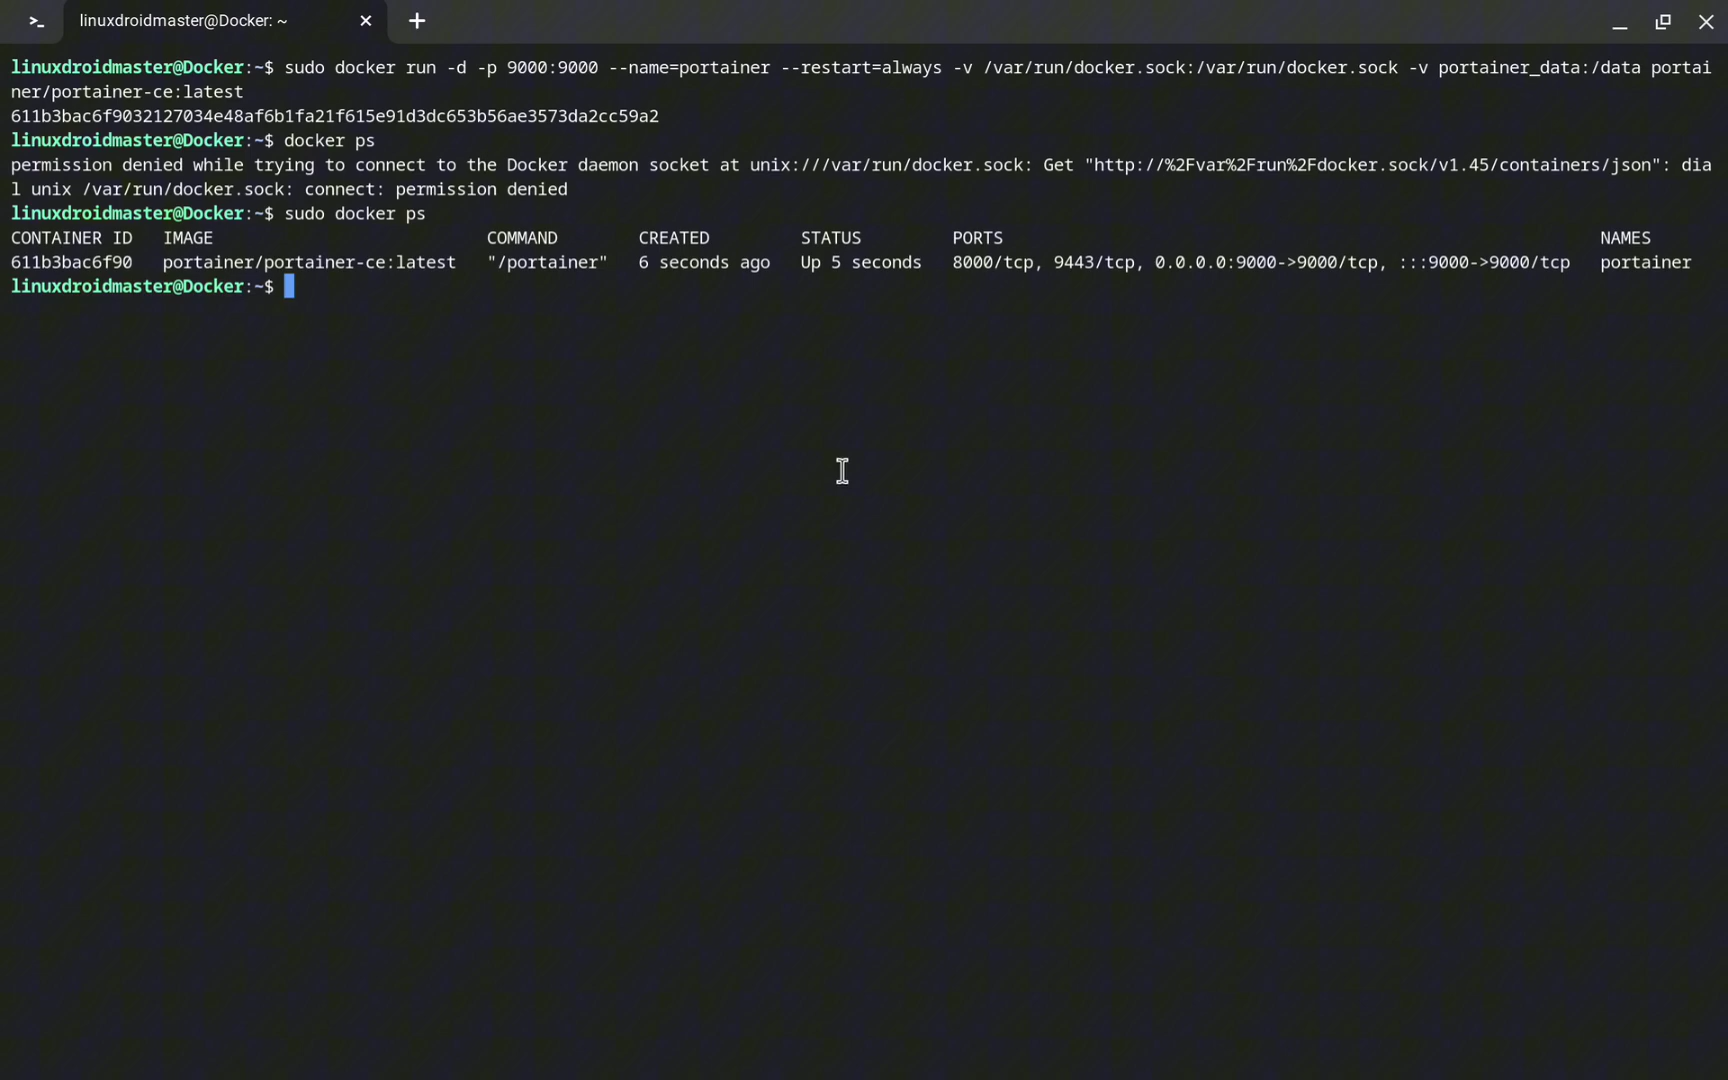 >_ linuxdroidmaster@Docker: ~ × +
linuxdroidmaster@Docker:~$ sudo docker run -d -p 9000:9000 --name=portainer --restart=always -v /var/run/docker.sock:/var/run/docker.sock -v portainer_data:/data portai
ner/portainer-ce:latest
611b3bac6f9032127034e48af6b1fa21f615e91d3dc653b56ae3573da2cc59a2
linuxdroidmaster@Docker:~$ docker ps
permission denied while trying to connect to the Docker daemon socket at unix:///var/run/docker.sock: Get "http://%2Fvar%2Frun%2Fdocker.sock/v1.45/containers/json": dia
l unix /var/run/docker.sock: connect: permission denied
linuxdroidmaster@Docker:~$ sudo docker ps
CONTAINER ID   IMAGE                           COMMAND        CREATED         STATUS         PORTS                                                           NAMES
611b3bac6f90   portainer/portainer-ce:latest   "/portainer"   6 seconds ago   Up 5 seconds   8000/tcp, 9443/tcp, 0.0.0.0:9000->9000/tcp, :::9000->9000/tcp   portainer
linuxdroidmaster@Docker:~$